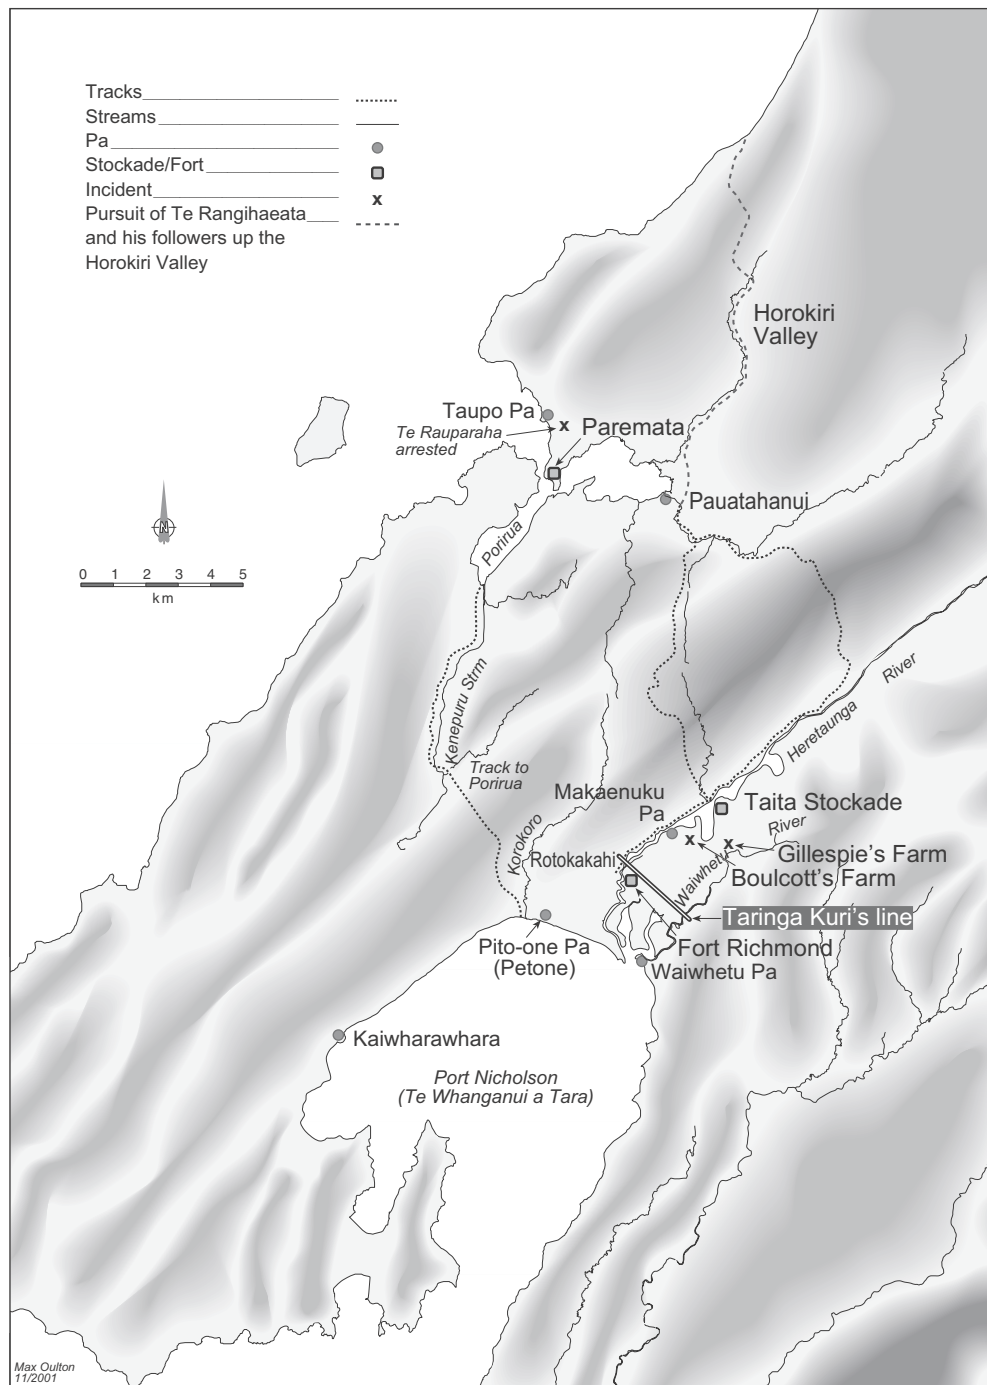 Tracks
Streams
Pa
Stockade/Fort
Incident
Pursuit of Te Rangihaeata
and his followers up the
Horokiri Valley
Horokiri
Valley
Taupo Pa
Te Rauparaha
arrested
x
Paremata
Pauatahanui
N
0 1 2 3 4 5
km
Porirua
Kenepuru Strm
Track to
Porirua
Korokoro
River
Heretaunga
Makaenuku
Pa
Taita Stockade
River
Waiwhetu
x
x
Gillespie's Farm
Boulcott's Farm
Rotokakahi
Taringa Kuri's line
Fort Richmond
Pito-one Pa
(Petone)
Waiwhetu Pa
Kaiwharawhara
Port Nicholson
(Te Whanganui a Tara)
Max Oulton
11/2001